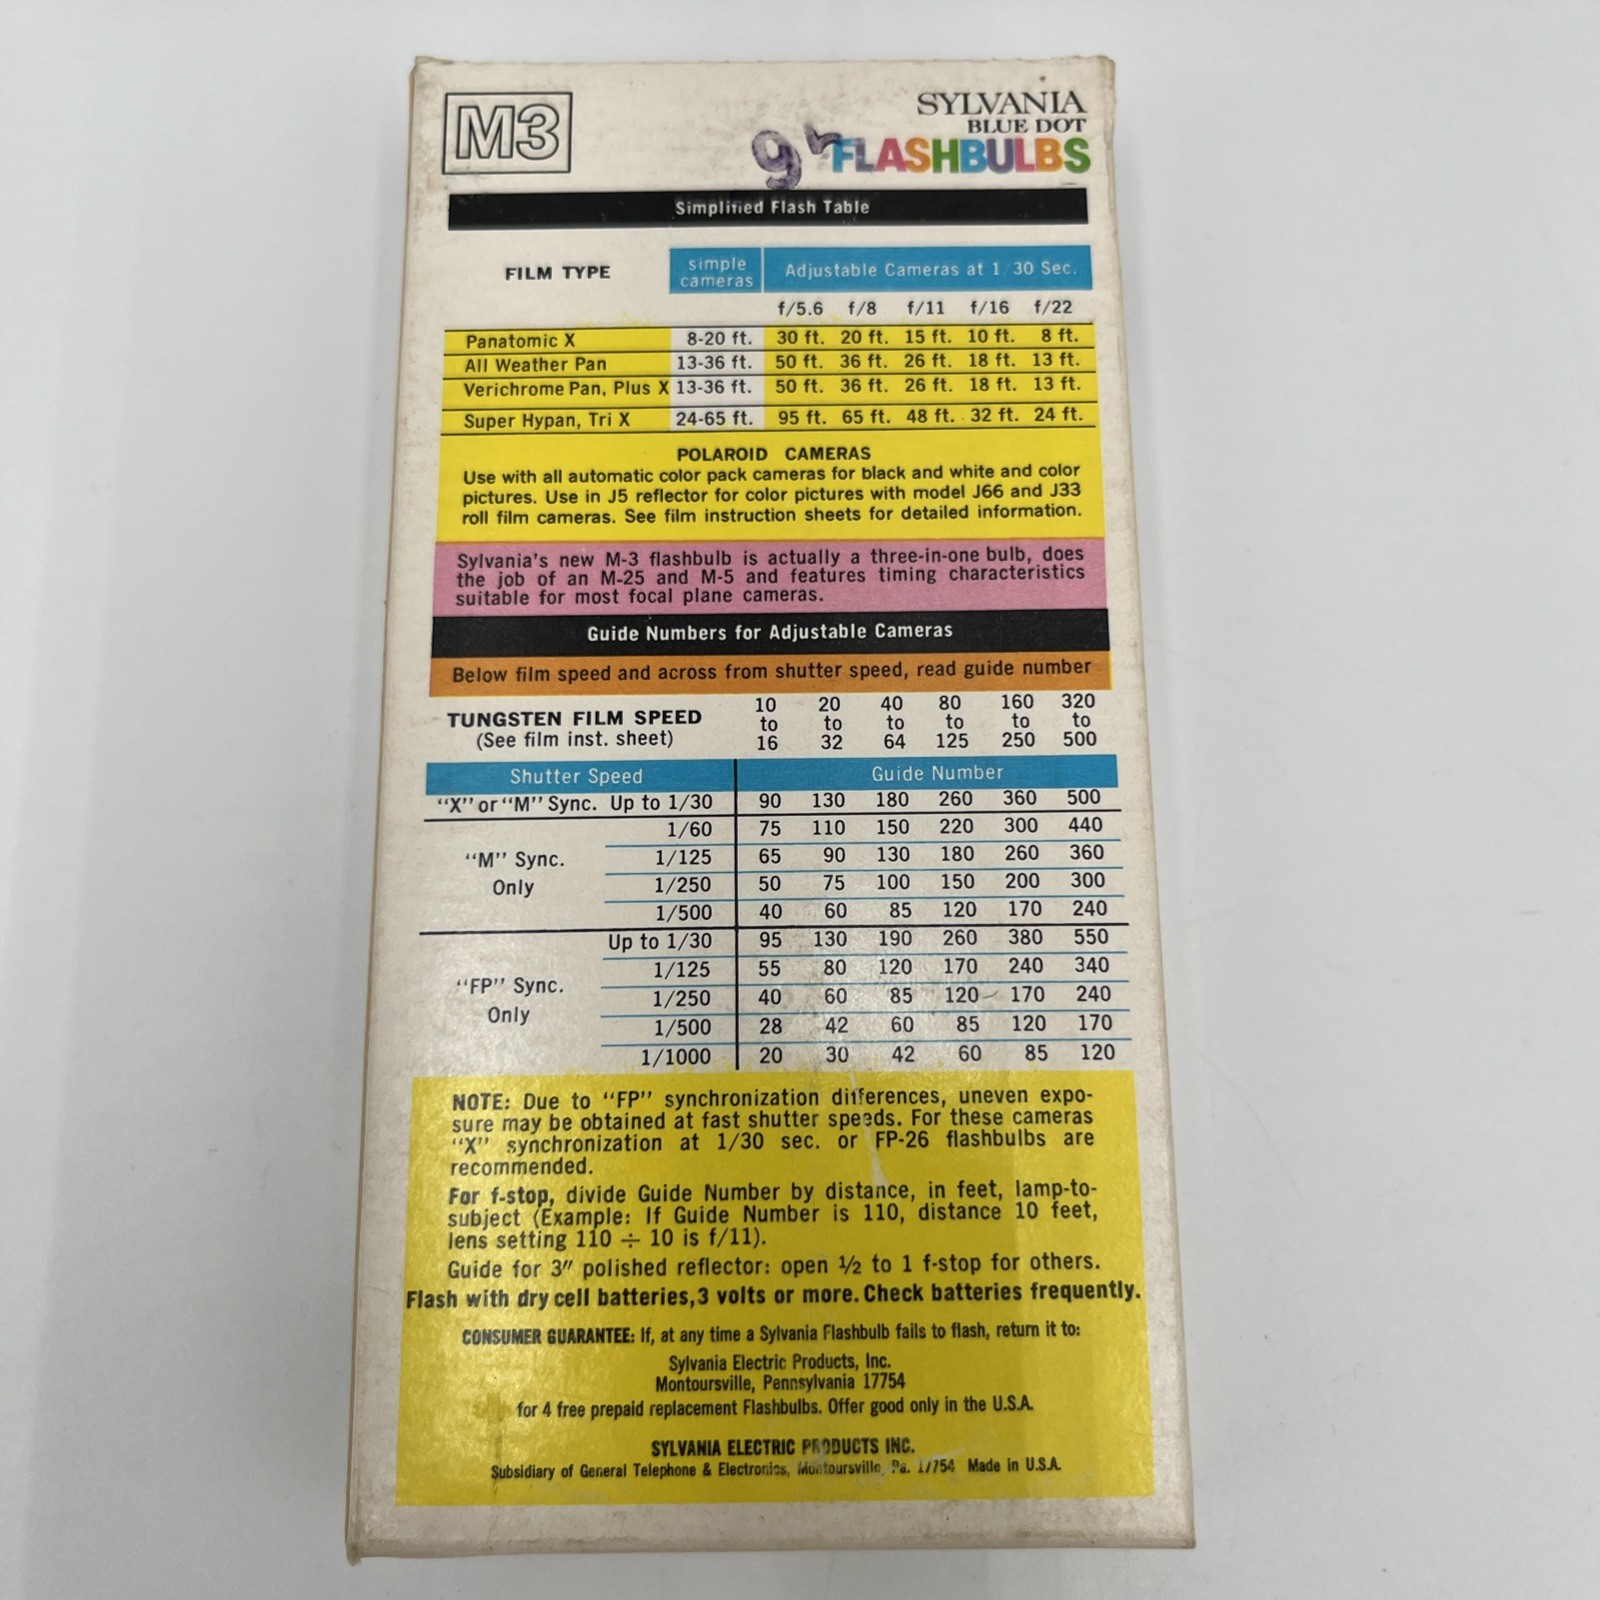 M3
SYLVANIA
BLUE DOT
FLASHBULBS
Simplified Flash Table
FILM TYPE simple cameras Adjustable Cameras at 1/30 Sec.
f/5.6 f/8 f/11 f/16 f/22
Panatomic X 8-20 ft. 30 ft. 20 ft. 15 ft. 10 ft. 8 ft.
All Weather Pan 13-36 ft. 50 ft. 36 ft. 26 ft. 18 ft. 13 ft.
Verichrome Pan, Plus X 13-36 ft. 50 ft. 36 ft. 26 ft. 18 ft. 13 ft.
Super Hypan, Tri X 24-65 ft. 95 ft. 65 ft. 48 ft. 32 ft. 24 ft.
POLAROID CAMERAS
Use with all automatic color pack cameras for black and white and color
pictures. Use in J5 reflector for color pictures with model J66 and J33
roll film cameras. See film instruction sheets for detailed information.
Sylvania's new M-3 flashbulb is actually a three-in-one bulb, does
the job of an M-25 and M-5 and features timing characteristics
suitable for most focal plane cameras.
Guide Numbers for Adjustable Cameras
Below film speed and across from shutter speed, read guide number
TUNGSTEN FILM SPEED 10 20 40 80 160 320
(See film inst. sheet) to to to to to to
16 32 64 125 250 500
Shutter Speed Guide Number
"X" or "M" Sync. Up to 1/30 90 130 180 260 360 500
1/60 75 110 150 220 300 440
"M" Sync. 1/125 65 90 130 180 260 360
Only 1/250 50 75 100 150 200 300
1/500 40 60 85 120 170 240
Up to 1/30 95 130 190 260 380 550
1/125 55 80 120 170 240 340
"FP" Sync. 1/250 40 60 85 120 170 240
Only 1/500 28 42 60 85 120 170
1/1000 20 30 42 60 85 120
NOTE: Due to "FP" synchronization differences, uneven expo-
sure may be obtained at fast shutter speeds. For these cameras
"X" synchronization at 1/30 sec. or FP-26 flashbulbs are
recommended.
For f-stop, divide Guide Number by distance, in feet, lamp-to-
subject (Example: If Guide Number is 110, distance 10 feet,
lens setting 110 ÷ 10 is f/11).
Guide for 3" polished reflector: open ½ to 1 f-stop for others.
Flash with dry cell batteries, 3 volts or more. Check batteries frequently.
CONSUMER GUARANTEE: If, at any time a Sylvania Flashbulb fails to flash, return it to:
Sylvania Electric Products, Inc.
Montoursville, Pennsylvania 17754
for 4 free prepaid replacement Flashbulbs. Offer good only in the U.S.A.
SYLVANIA ELECTRIC PRODUCTS INC.
Subsidiary of General Telephone & Electronics, Montoursville, Pa. 17754 Made in U.S.A.